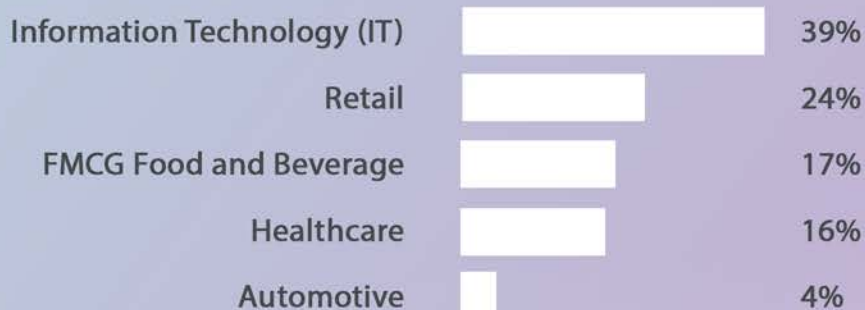 Information Technology (IT) 39%
Retail 24%
FMCG Food and Beverage 17%
Healthcare 16%
Automotive 4%